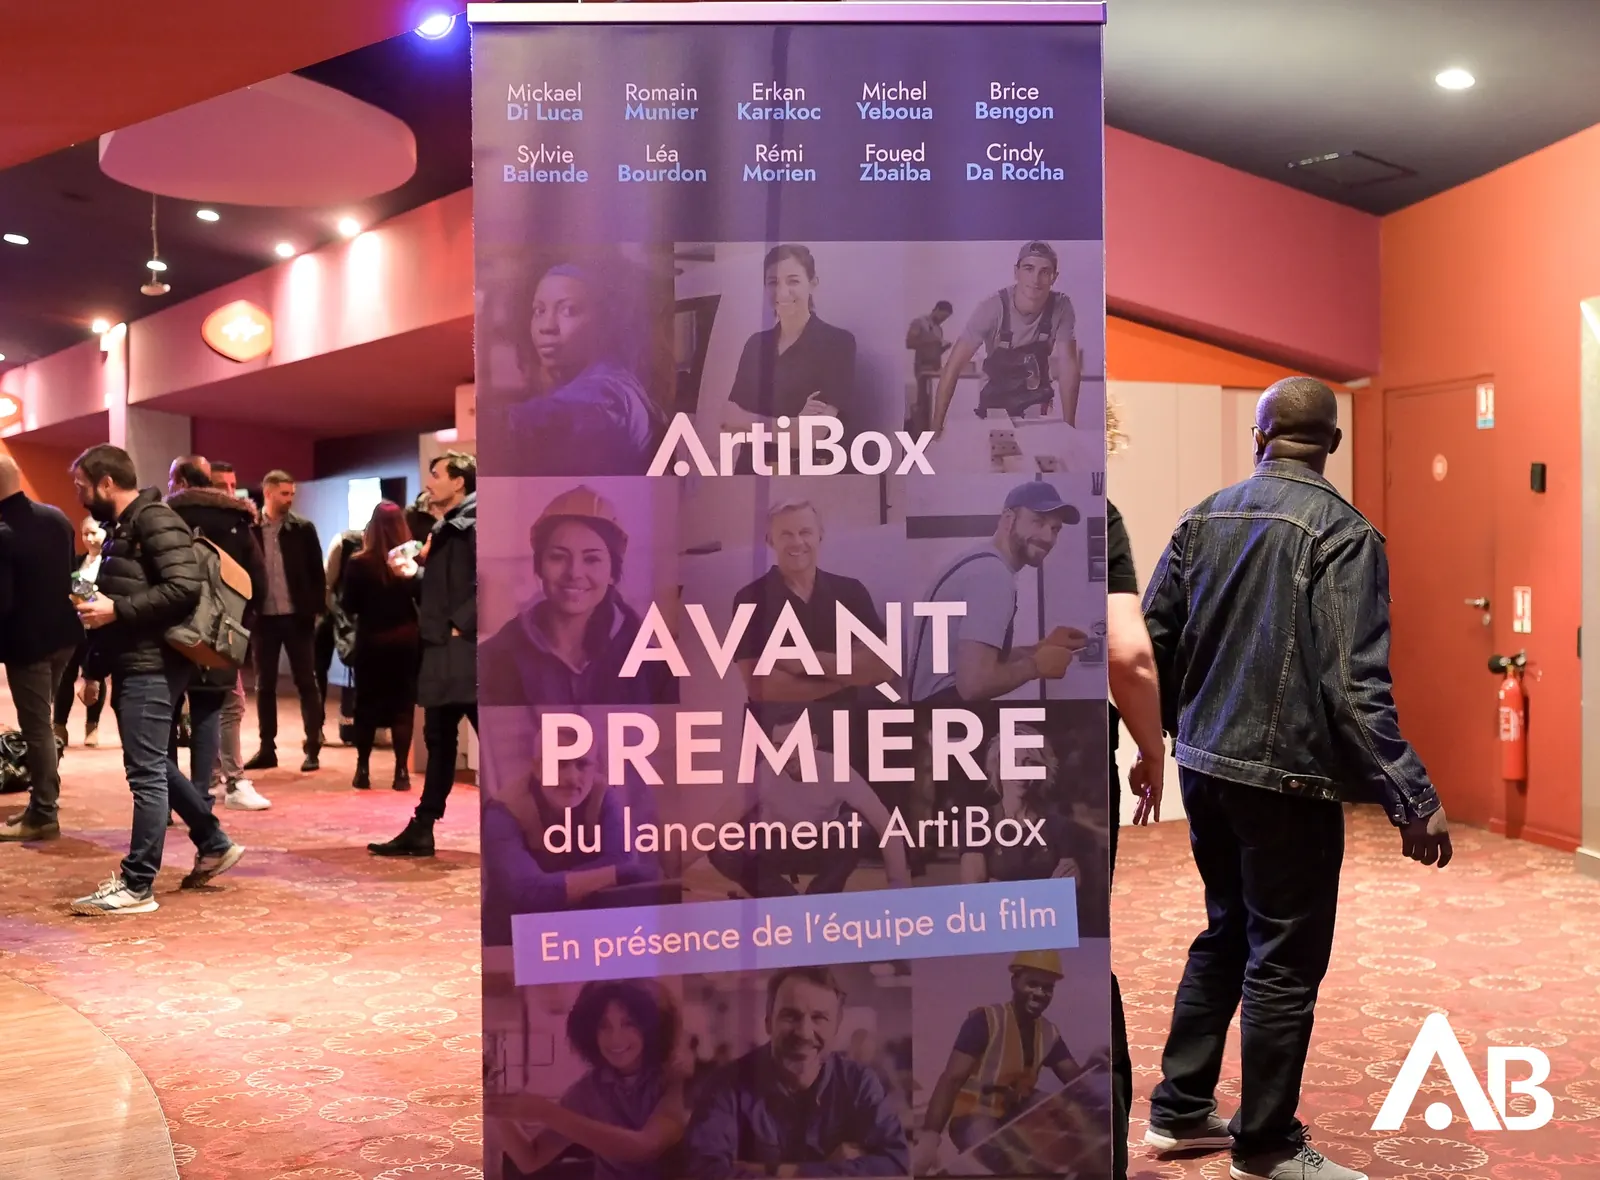 Mickael Romain Erkan Michel Brice
Di Luca Munier Karakoc Yeboua Bengon
Sylvie Léa Rémi Foued Cindy
Balende Bourdon Morien Zbaiba Da Rocha
ArtiBox
AVANT
PREMIÈRE
du lancement ArtiBox
En présence de l'équipe du film
AB